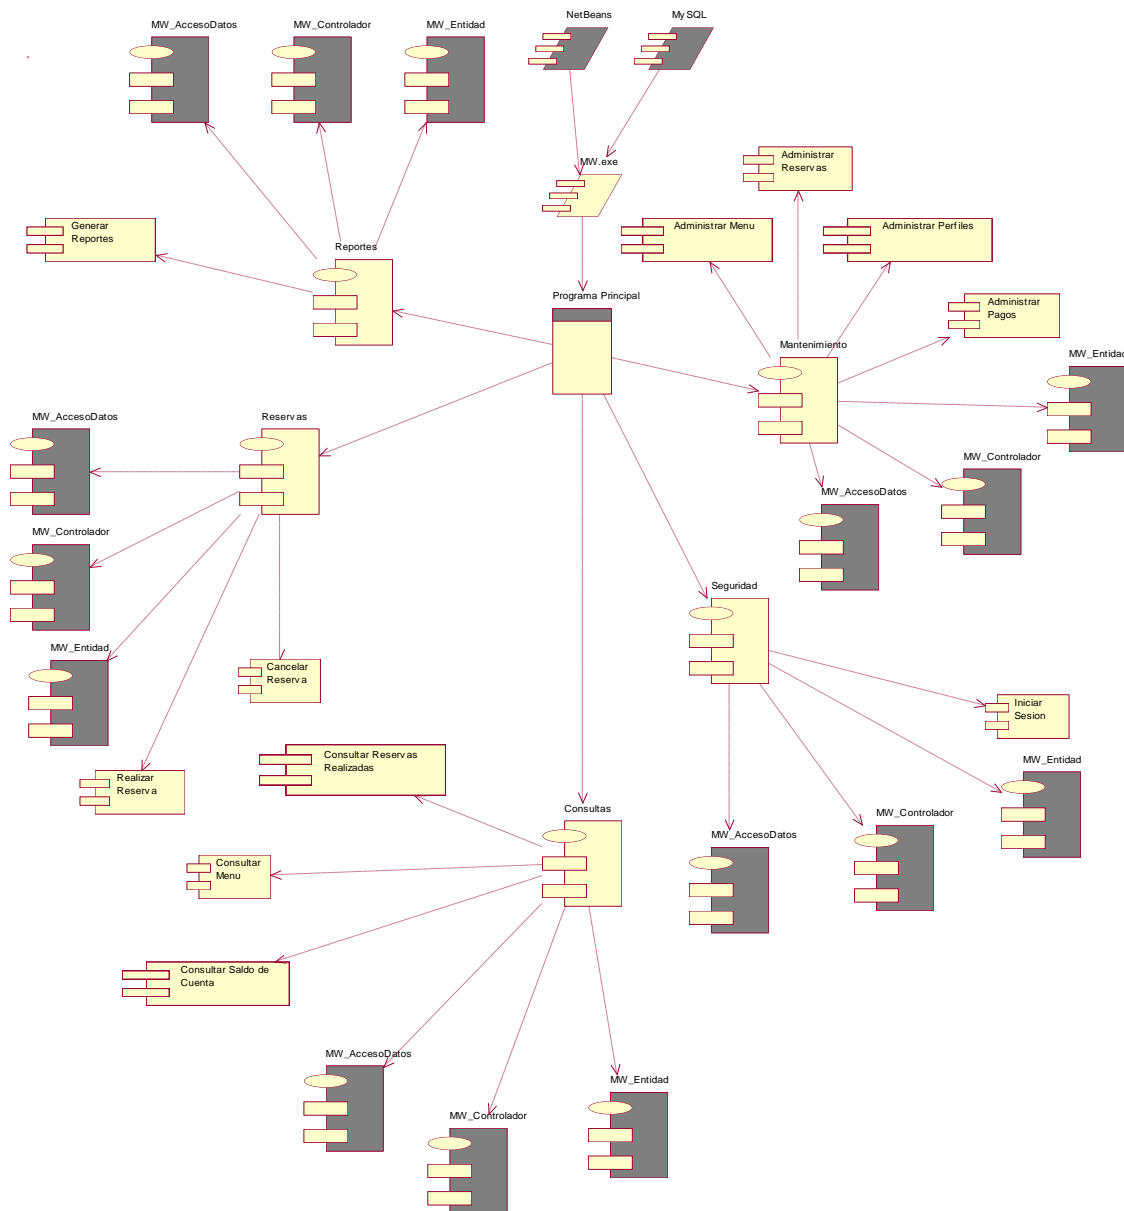 NetBeans
MySQL
MW_AccesoDatos
MW_Controlador
MW_Entidad
MW.exe
Administrar
Reservas
Generar
Reportes
Administrar Menu
Administrar Perfiles
Reportes
Programa Principal
Administrar
Pagos
Mantenimiento
MW_Entidad
MW_AccesoDatos
Reservas
MW_Controlador
MW_AccesoDatos
MW_Controlador
Seguridad
MW_Entidad
Cancelar
Reserva
Iniciar
Sesion
Consultar Reservas
Realizadas
MW_Entidad
Realizar
Reserva
Consultas
MW_Controlador
MW_AccesoDatos
Consultar
Menu
Consultar Saldo de
Cuenta
MW_AccesoDatos
MW_Entidad
MW_Controlador